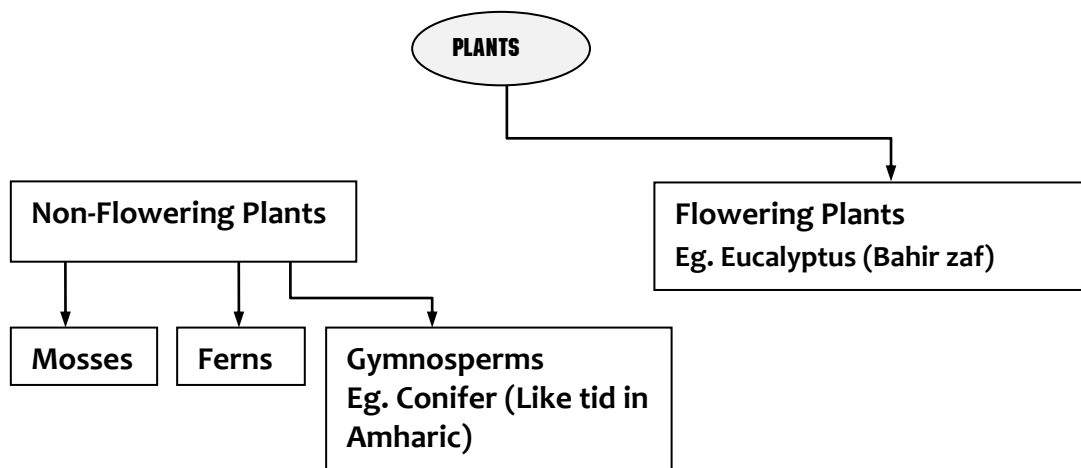 PLANTS
Non-Flowering Plants
Flowering Plants
Eg. Eucalyptus (Bahir zaf)
Mosses
Ferns
Gymnosperms
Eg. Conifer (Like tid in
Amharic)